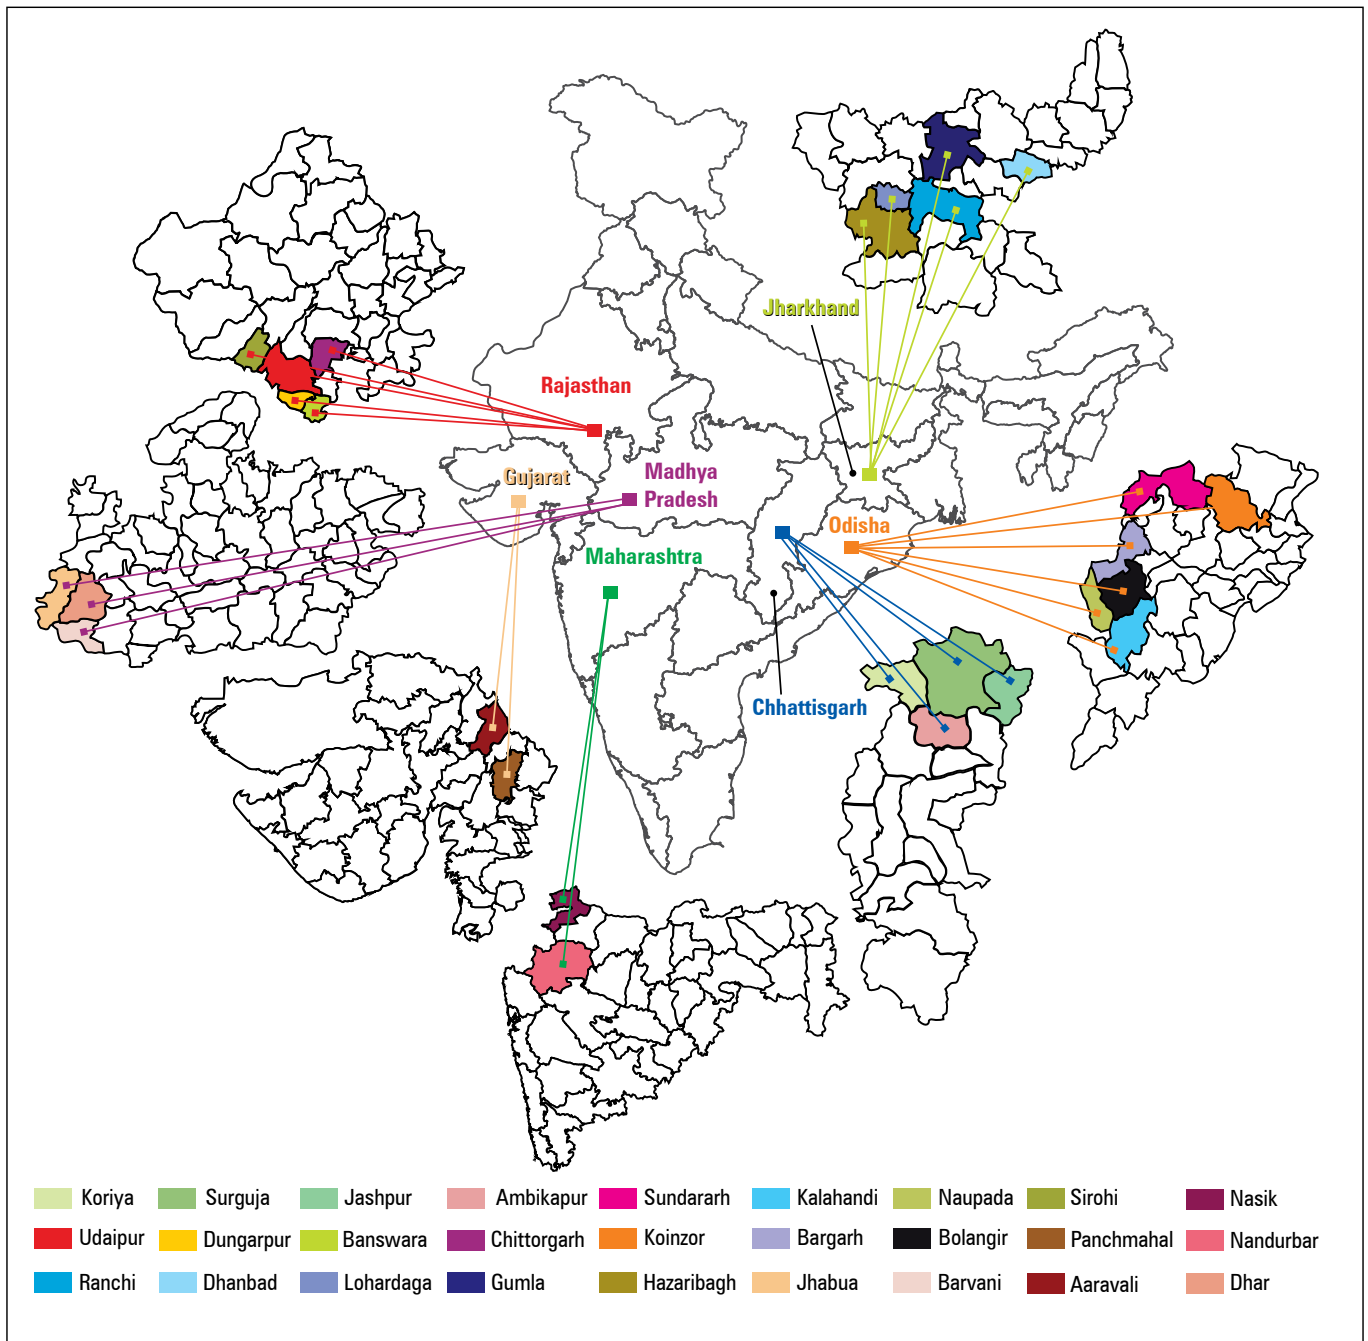 Jharkhand
Rajasthan
Gujarat
Madhya
Pradesh
Odisha
Maharashtra
Chhattisgarh
Koriya Surguja Jashpur Ambikapur Sundararh Kalahandi Naupada Sirohi Nasik
Udaipur Dungarpur Banswara Chittorgarh Koinzor Bargarh Bolangir Panchmahal Nandurbar
Ranchi Dhanbad Lohardaga Gumla Hazaribagh Jhabua Barvani Aaravali Dhar